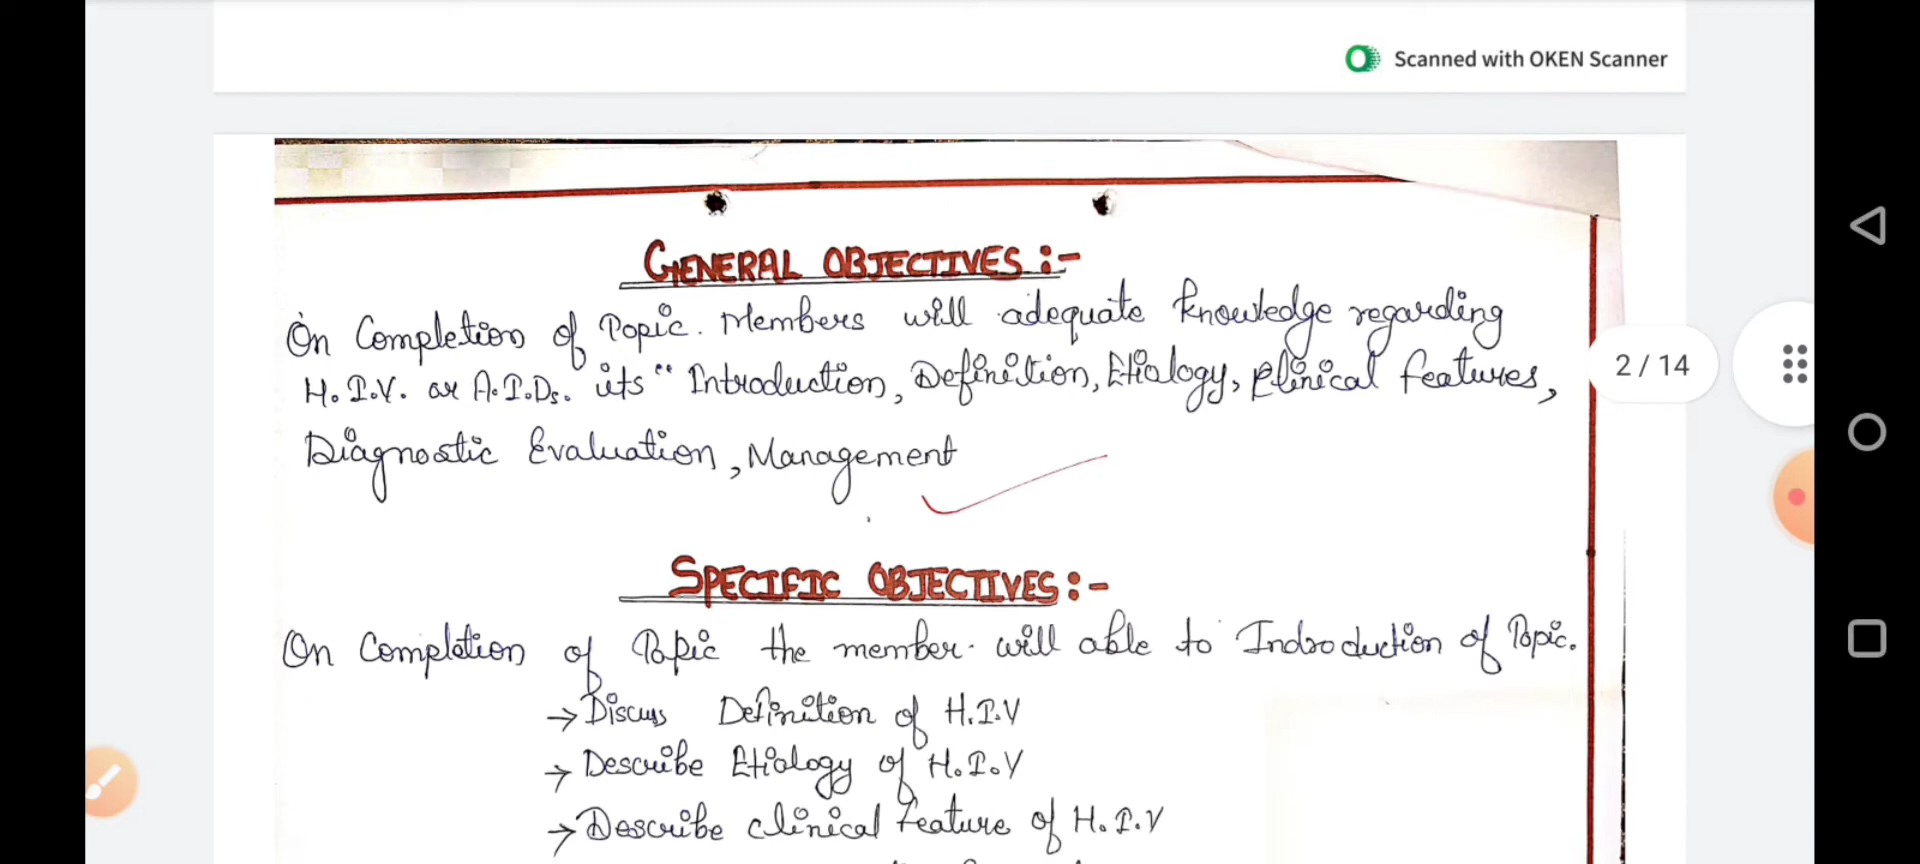 Scanned with OKEN Scanner
GENERAL OBJECTIVES :-
On Completion of Topic. Members will adequate knowledge regarding
H.I.V. or A.I.Ds. its " Introduction, Definition, Etiology, Clinical features,
Diagnostic Evaluation, Management
2 / 14
SPECIFIC OBJECTIVES :-
On Completion of Topic the member. will able to Indroduction of Topic.
→ Discuss Definition of H.I.V
→ Describe Etiology of H.I.V
→ Describe clinical Feature of H.I.V